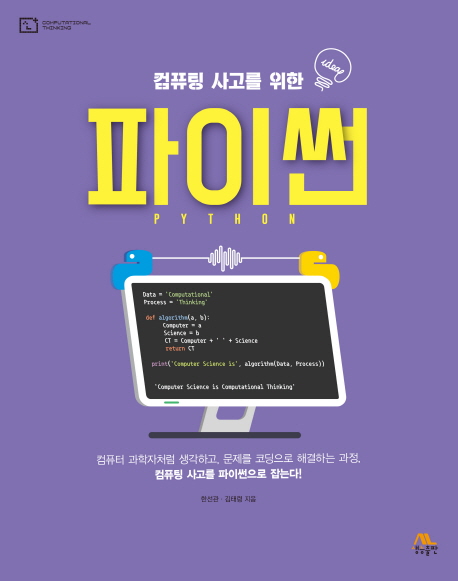 COMPUTATIONAL
THINKING
idea
컴퓨팅 사고를 위한
파이썬
PYTHON
Data = 'Computational'
Process = 'Thinking'
def algorithm(a, b):
Computer = a
Science = b
CT = Computer + ' ' + Science
return CT
print('Computer Science is', algorithm(Data, Process))
'Computer Science is Computational Thinking'
컴퓨터 과학자처럼 생각하고, 문제를 코딩으로 해결하는 과정,
컴퓨팅 사고를 파이썬으로 잡는다!
한선관 · 김태령 지음